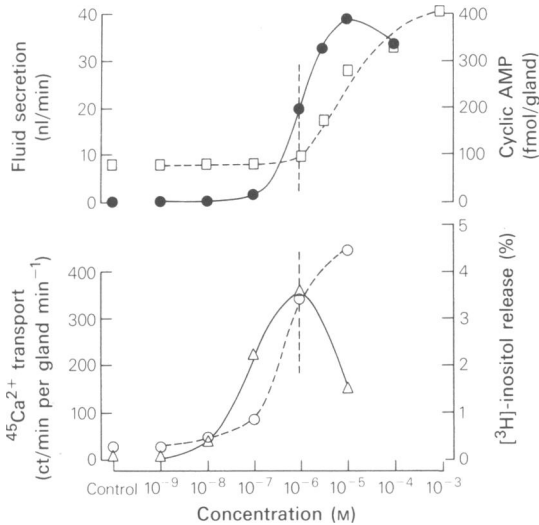 Fluid secretion
(nl/min)
40
30
20
10
0
400
300
200
100
0
Cyclic AMP
(fmol/gland)
⁴⁵Ca²⁺ transport
(ct/min per gland min⁻¹)
400
300
200
100
0
5
4
3
2
1
0
[³H]-inositol release (%)
Control 10⁻⁹ 10⁻⁸ 10⁻⁷ 10⁻⁶ 10⁻⁵ 10⁻⁴ 10⁻³
Concentration (M)